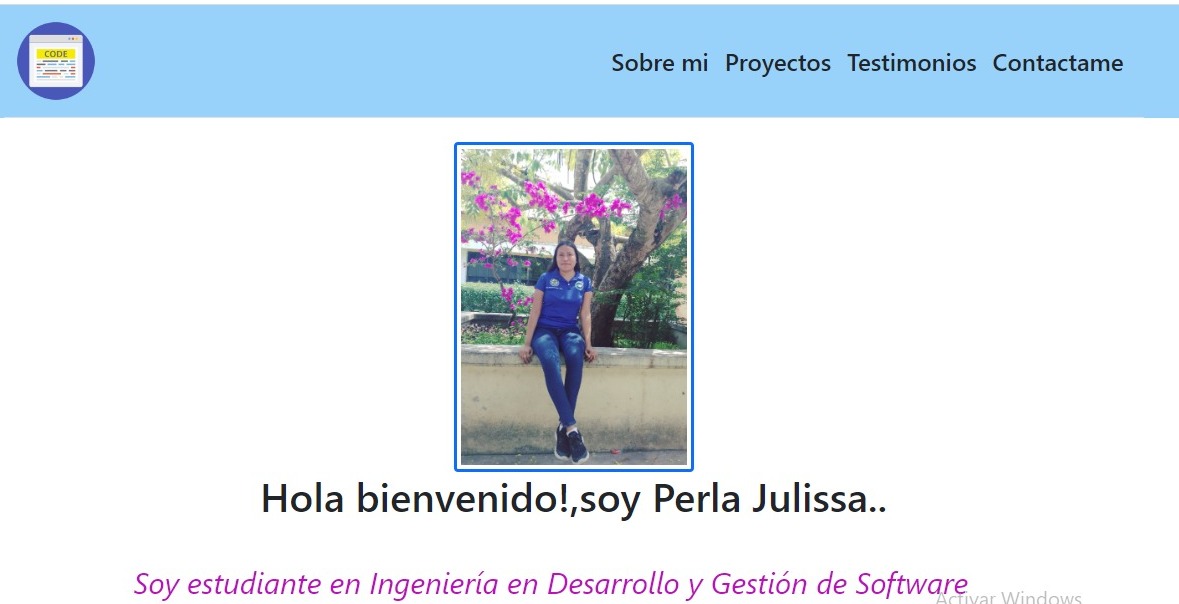 CODE
Sobre mi Proyectos Testimonios Contactame
Hola bienvenido!,soy Perla Julissa..
Soy estudiante en Ingeniería en Desarrollo y Gestión de Software
Activar Windows